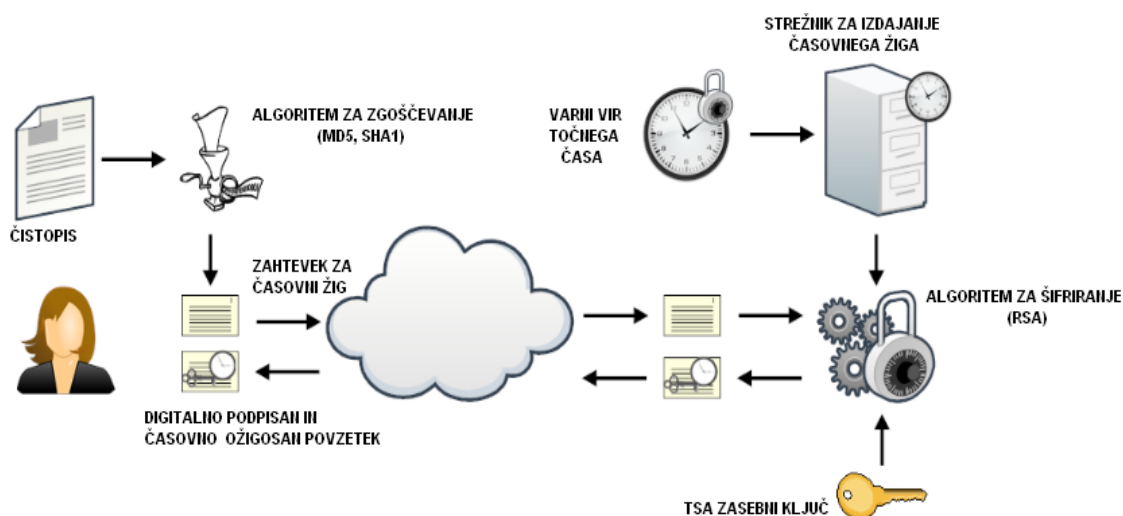 STREŽNIK ZA IZDAJANJE
ČASOVNEGA ŽIGA
ALGORITEM ZA ZGOŠČEVANJE
(MD5, SHA1)
VARNI VIR
TOČNEGA
ČASA
ČISTOPIS
ZAHTEVEK ZA
ČASOVNI ŽIG
ALGORITEM ZA ŠIFRIRANJE
(RSA)
DIGITALNO PODPISAN IN
ČASOVNO OŽIGOSAN POVZETEK
TSA ZASEBNI KLJUČ